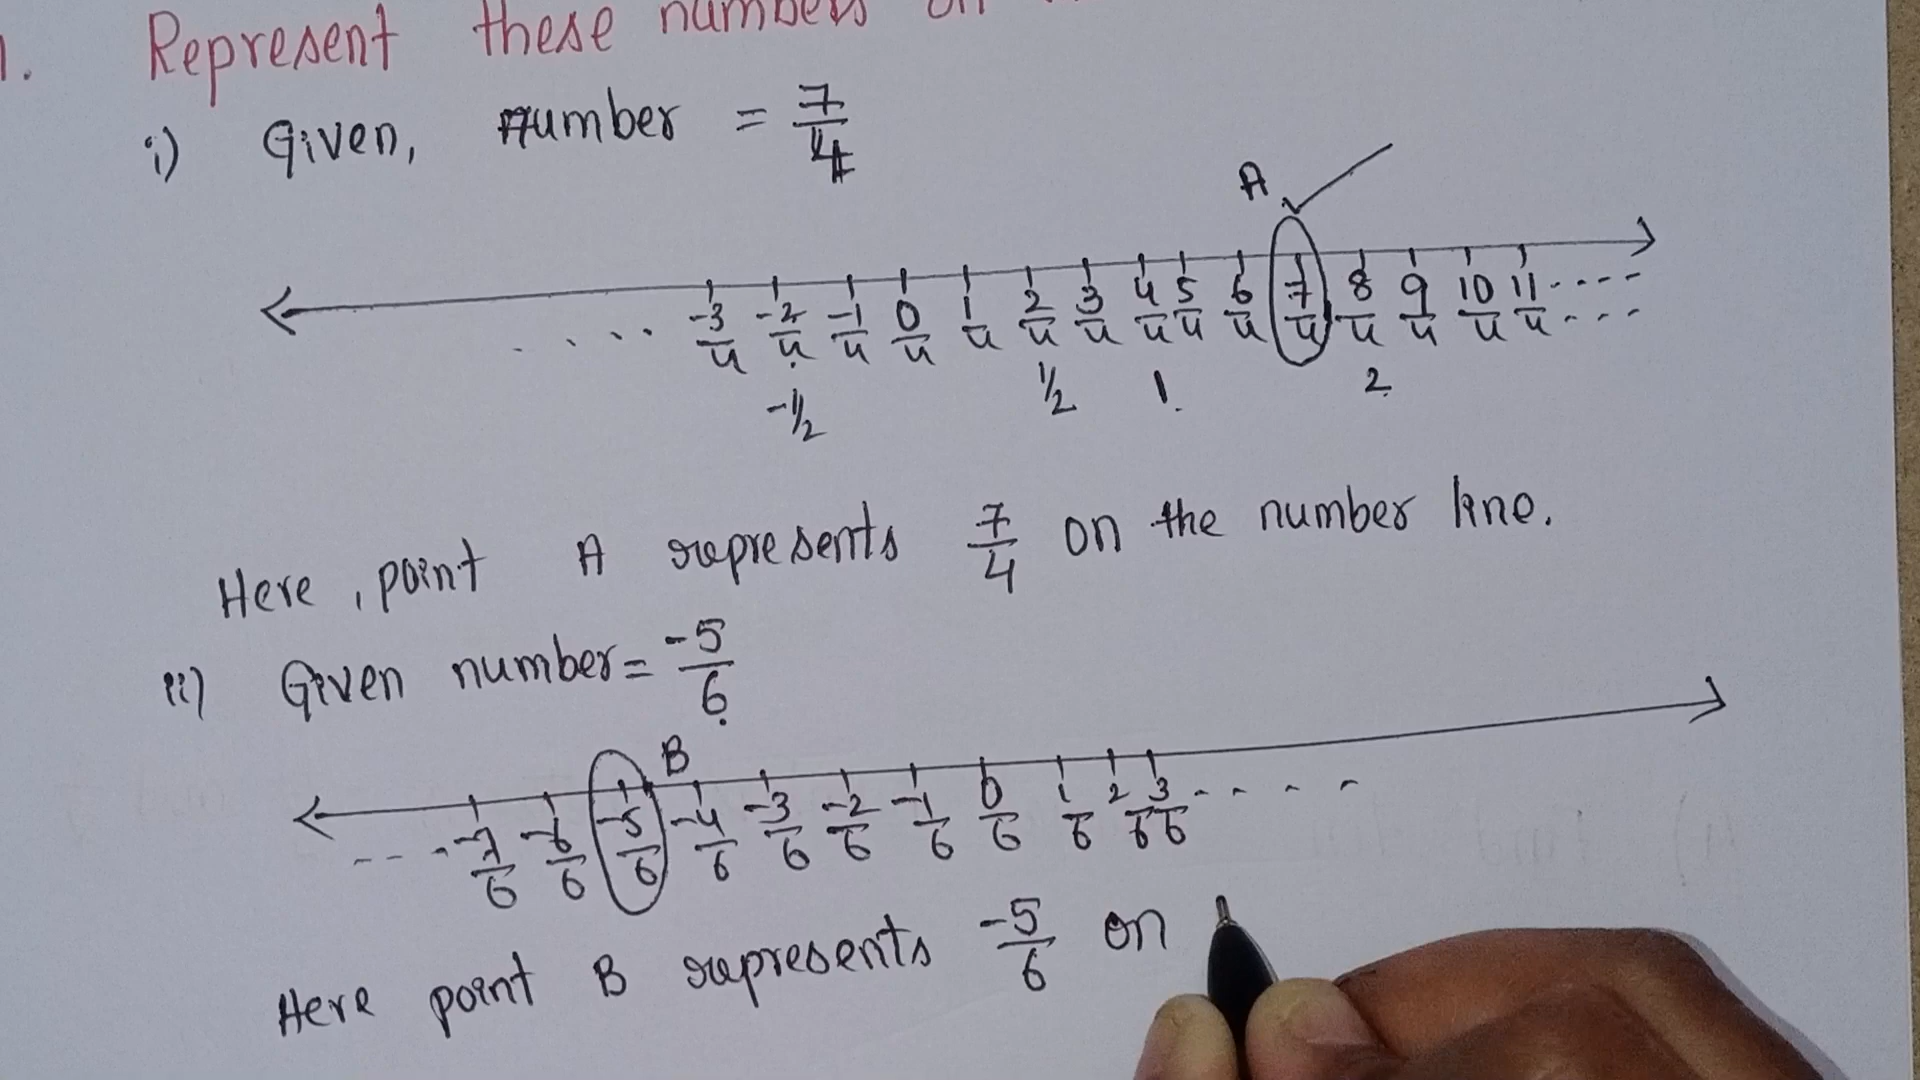 1. Represent these numbers on
i) Given, number = 7/4
A
-3/4 -2/4 -1/4 0/4 1/4 2/4 3/4 4/4 5/4 6/4 7/4 8/4 9/4 10/4 11/4
-1/2 1/2 1 2
Here, point A represents 7/4 on the number line.
ii) Given number = -5/6
B
-7/6 -6/6 -5/6 -4/6 -3/6 -2/6 -1/6 0/6 1/6 2/6 3/6
Here point B represents -5/6 on